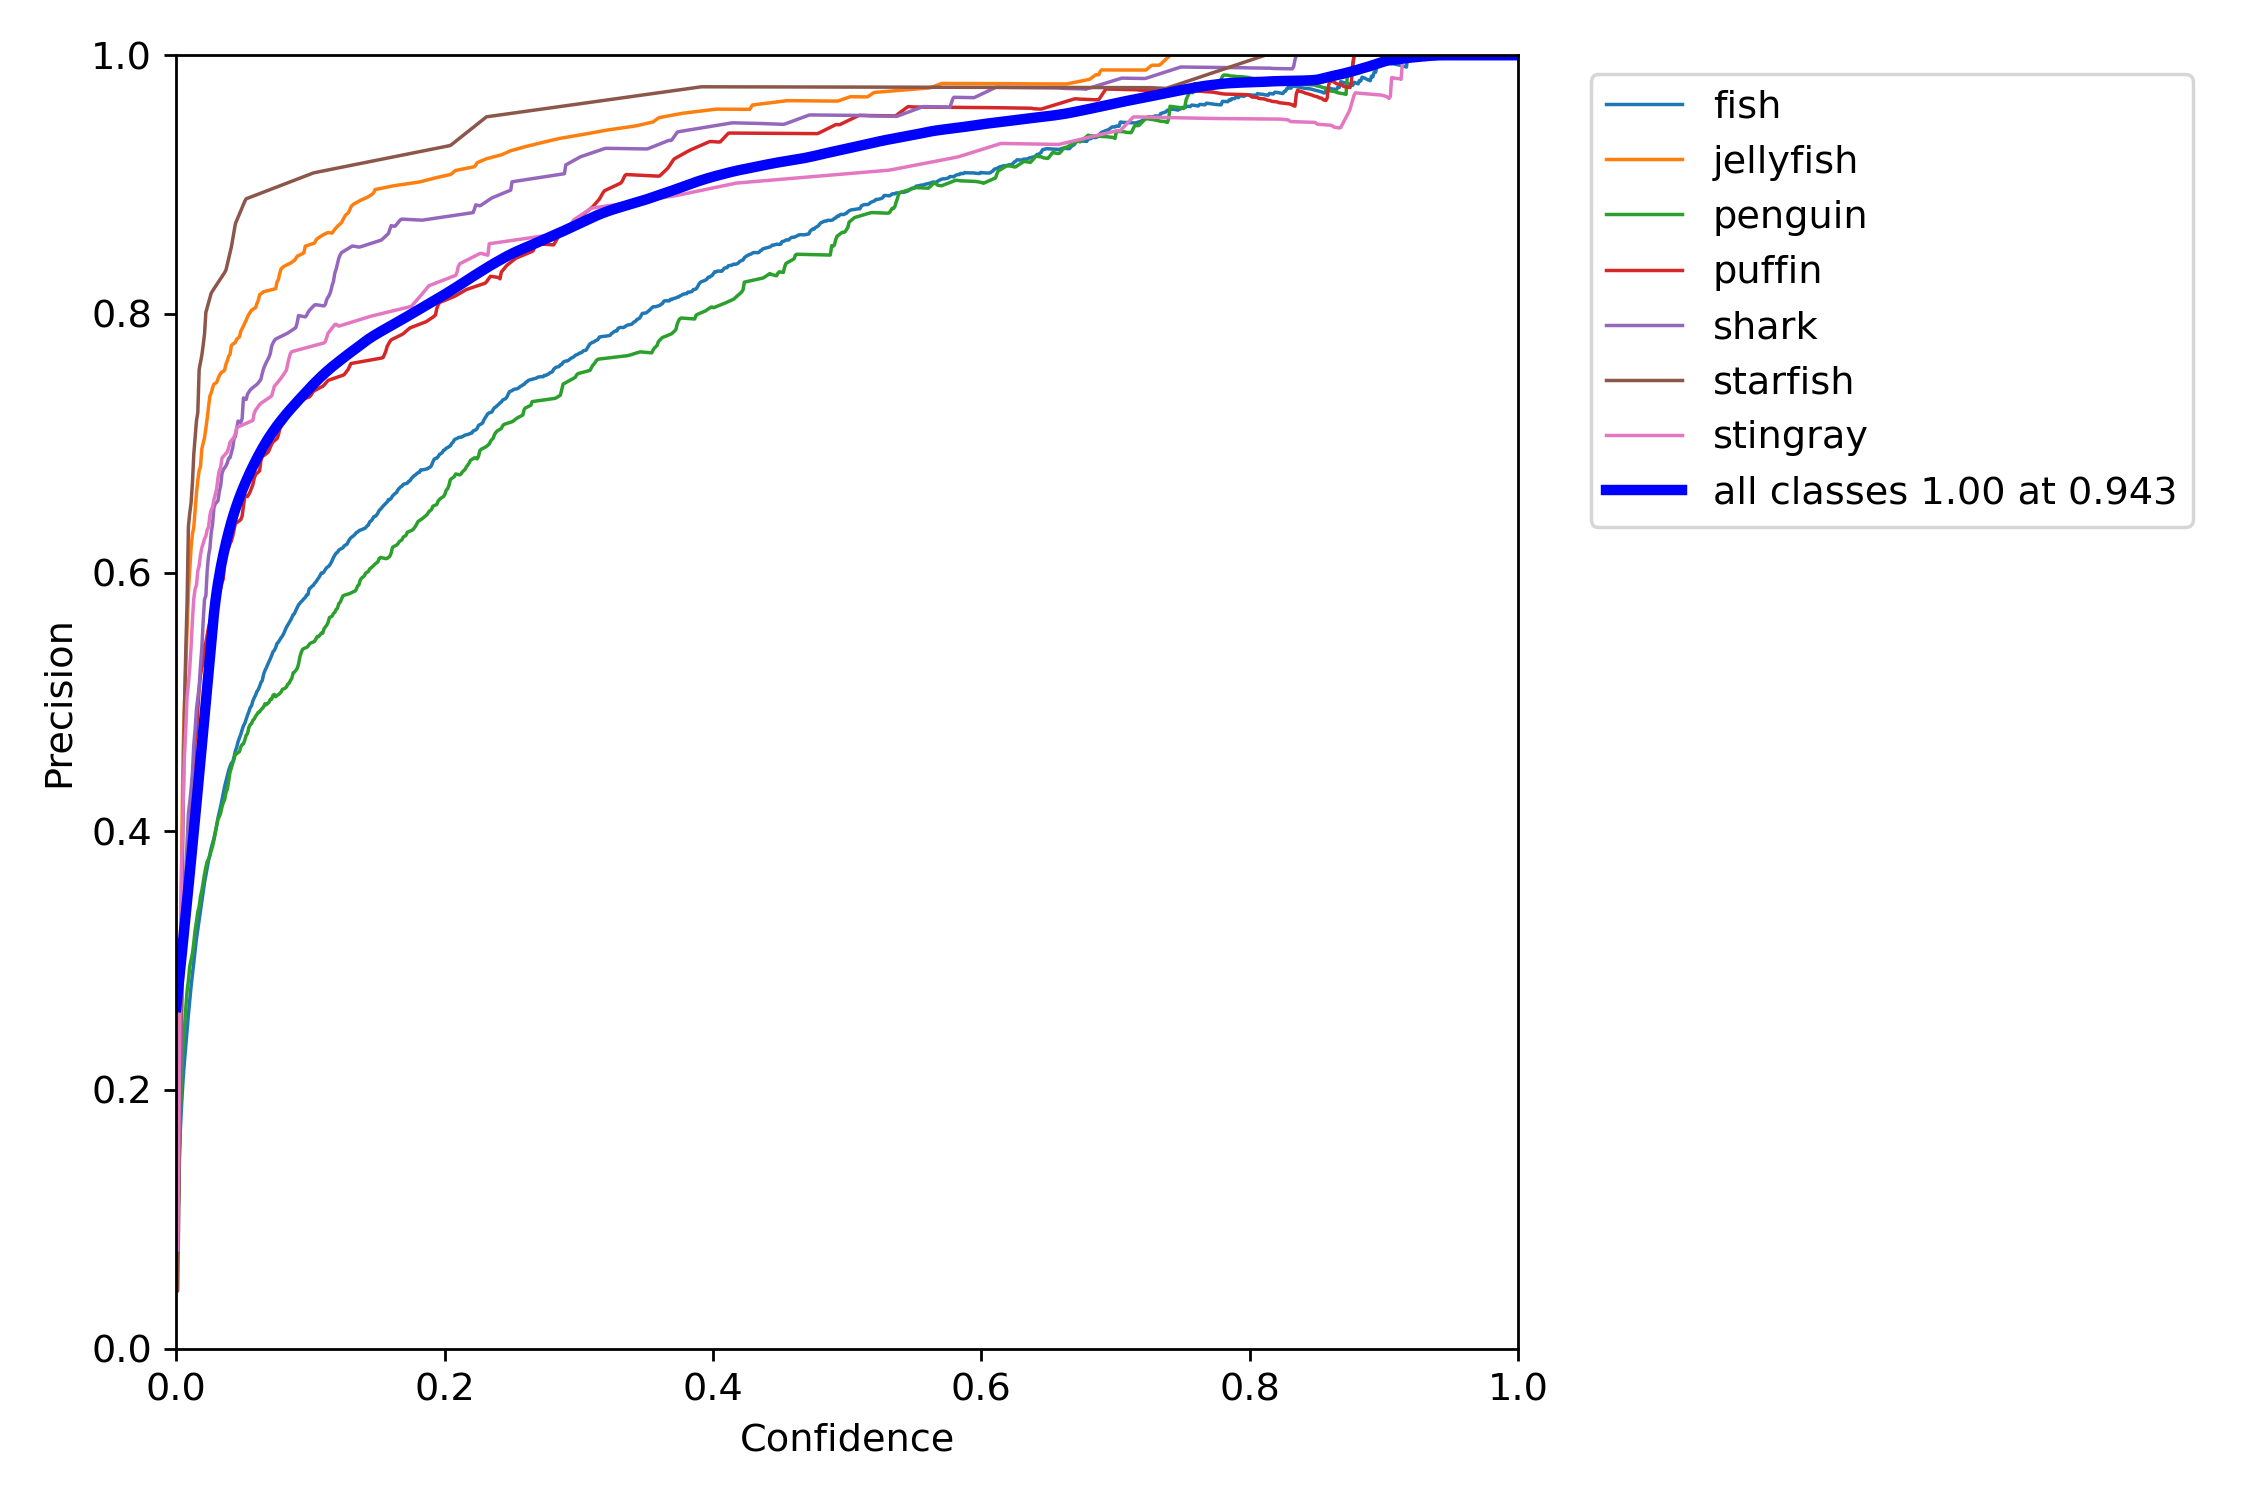 1.0
0.8
0.6
0.4
0.2
0.0
Precision
0.0 0.2 0.4 0.6 0.8 1.0
Confidence
fish
jellyfish
penguin
puffin
shark
starfish
stingray
all classes 1.00 at 0.943